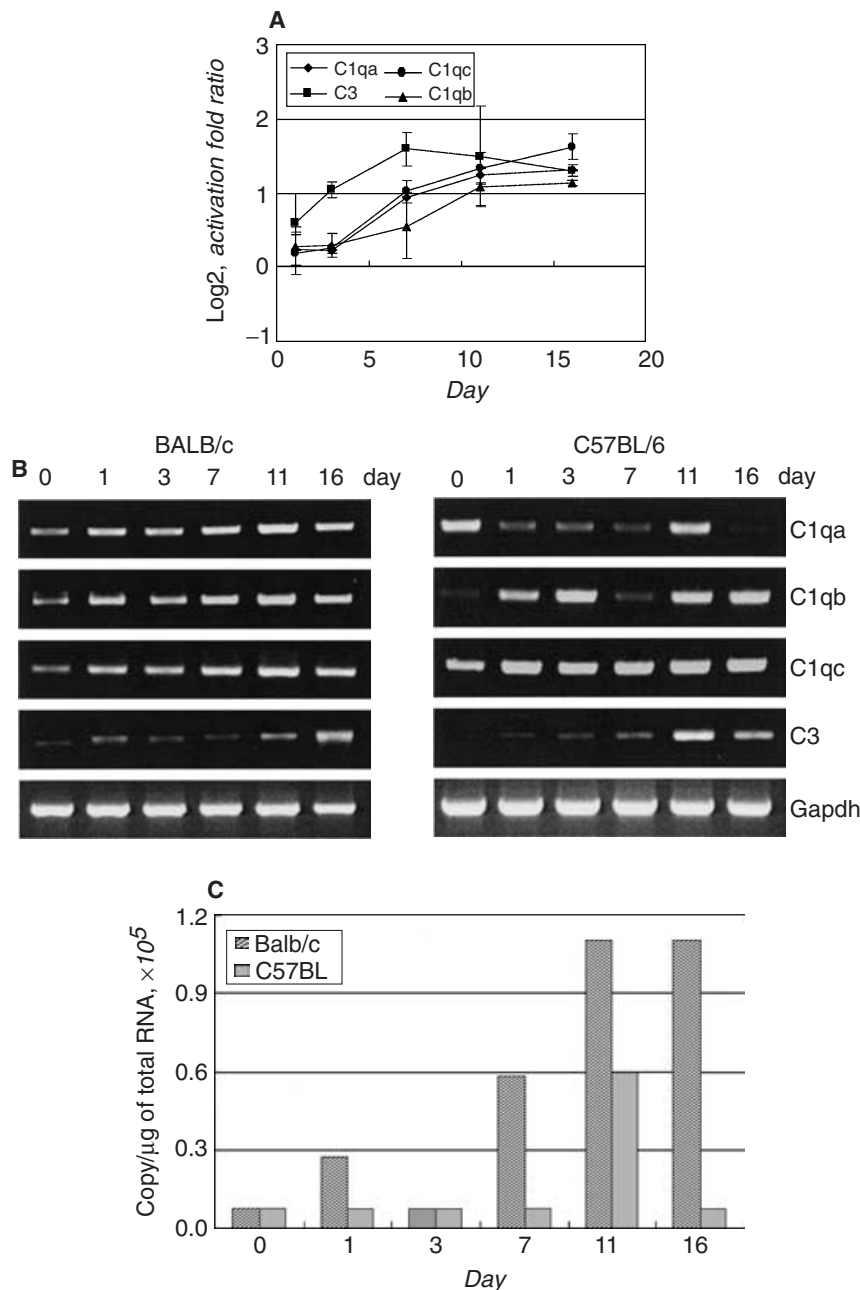 A
3
2
1
0
−1
Log2, activation fold ratio
C1qa C1qc
C3 C1qb
0 5 10 15 20
Day
B
BALB/c
0 1 3 7 11 16 day
C57BL/6
0 1 3 7 11 16
C1qa
C1qb
C1qc
C3
Gapdh
C
1.2
0.9
0.6
0.3
0.0
Copy/µg of total RNA, ×10⁵
Balb/c
C57BL
0 1 3 7 11 16
Day